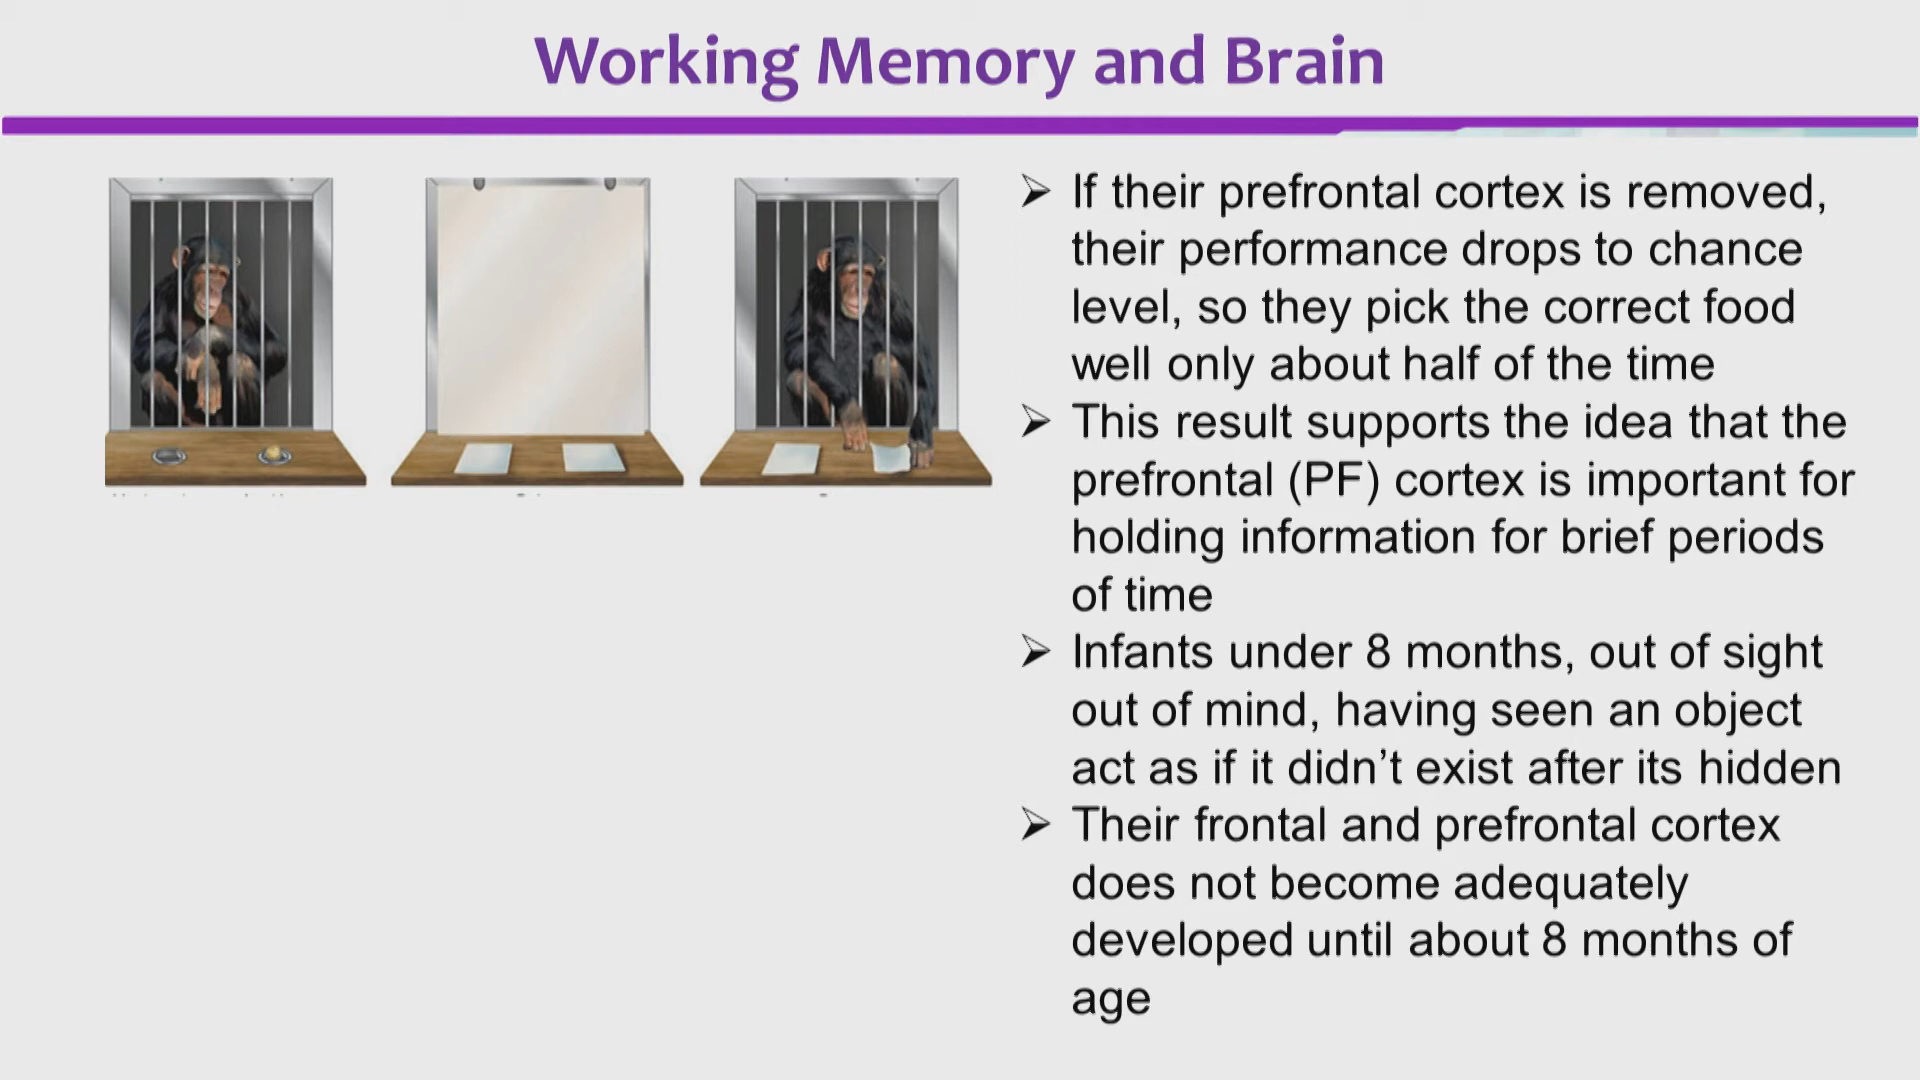 Working Memory and Brain
➢ If their prefrontal cortex is removed,
their performance drops to chance
level, so they pick the correct food
well only about half of the time
➢ This result supports the idea that the
prefrontal (PF) cortex is important for
holding information for brief periods
of time
➢ Infants under 8 months, out of sight
out of mind, having seen an object
act as if it didn’t exist after its hidden
➢ Their frontal and prefrontal cortex
does not become adequately
developed until about 8 months of
age